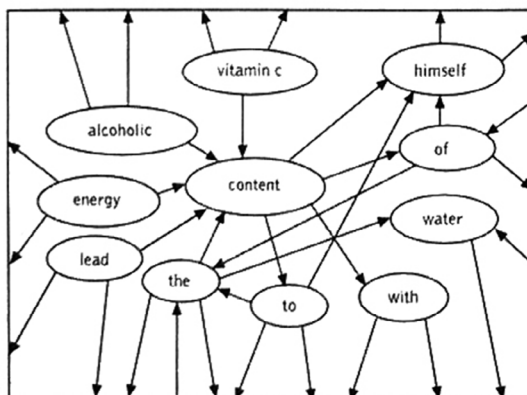 vitamin c
himself
alcoholic
of
content
energy
water
lead
the
to
with